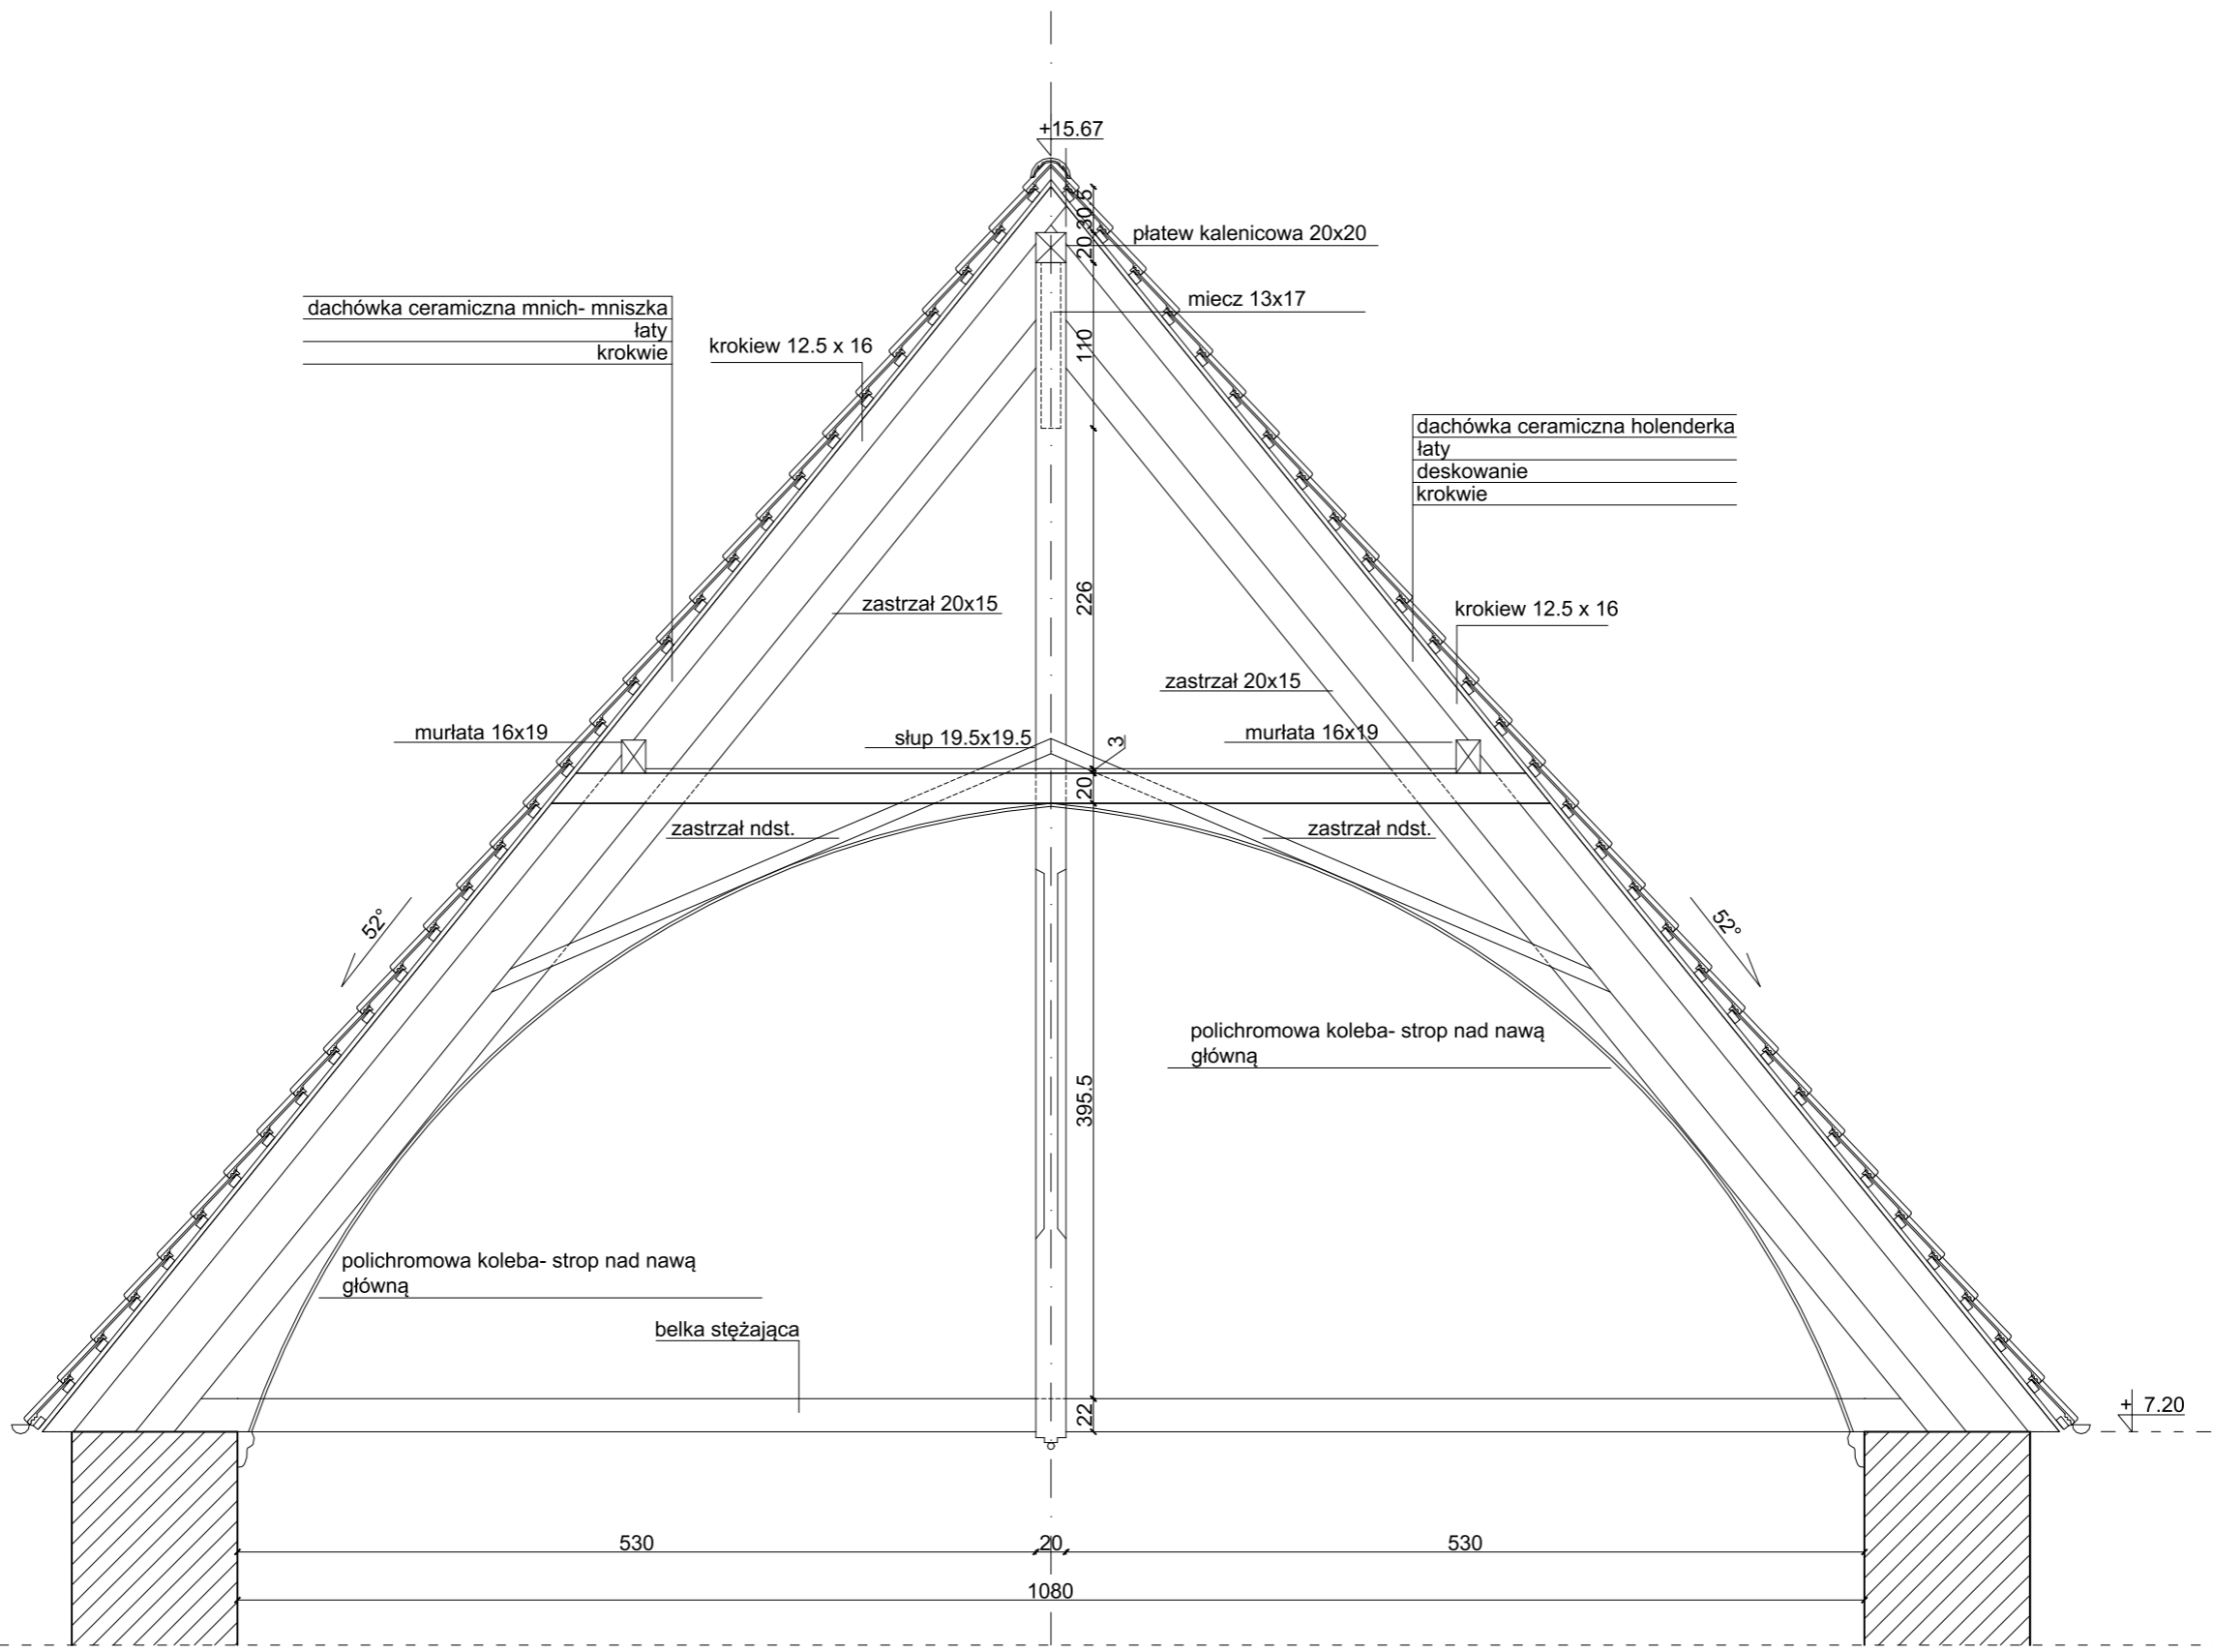 +15.67
30.5
20
płatew kalenicowa 20x20
miecz 13x17
dachówka ceramiczna mnich- mniszka
łaty
krokwie
krokiew 12.5 x 16
110
dachówka ceramiczna holenderka
łaty
deskowanie
krokwie
226
zastrzał 20x15
krokiew 12.5 x 16
zastrzał 20x15
murłata 16x19
słup 19.5x19.5
3
murłata 16x19
20
zastrzał ndst.
zastrzał ndst.
52°
52°
polichromowa koleba- strop nad nawą
główną
395.5
polichromowa koleba- strop nad nawą
główną
belka stężająca
22
+ 7.20
530
20
530
1080